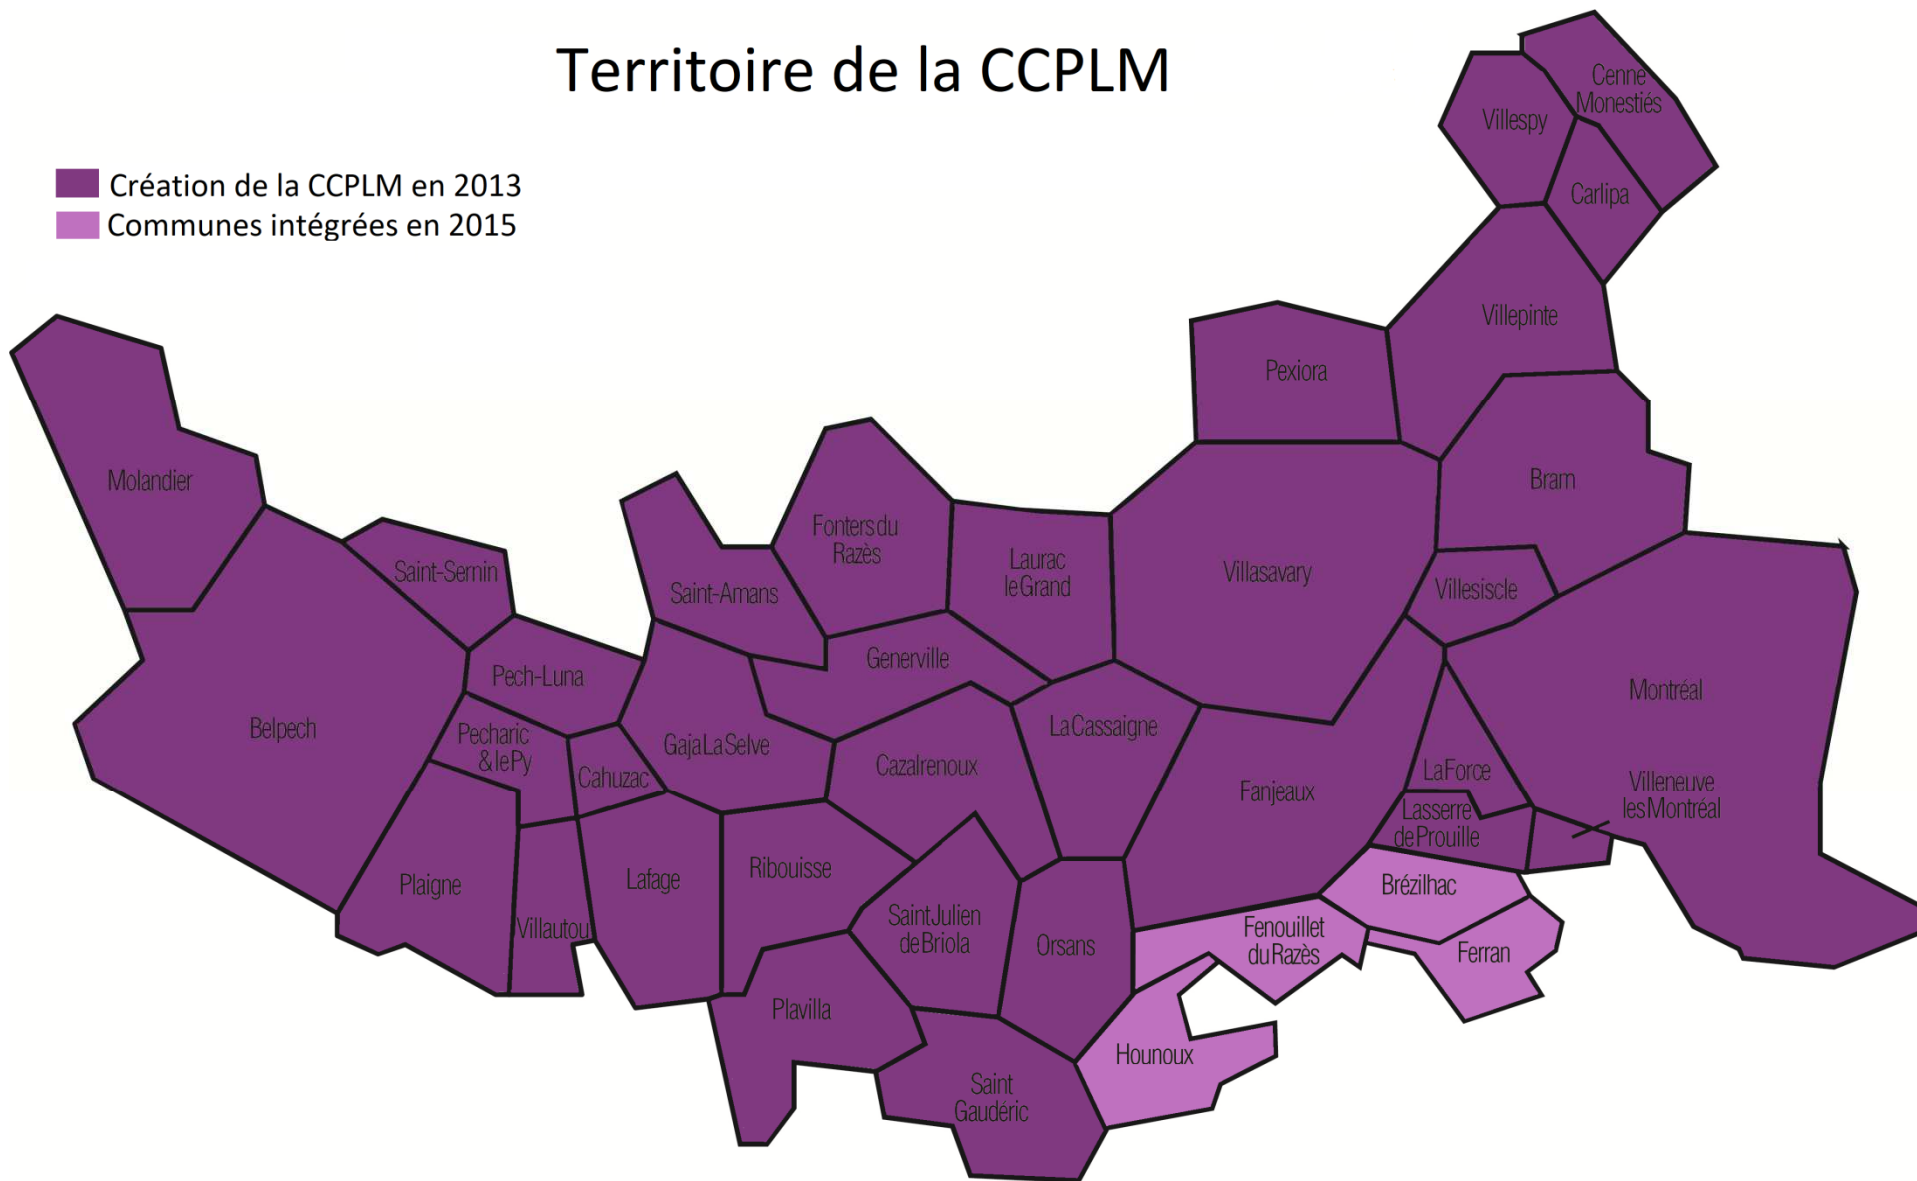 Territoire de la CCPLM
Création de la CCPLM en 2013
Communes intégrées en 2015
Cenne
Monestiés
Villespy
Carlipa
Villepinte
Pexiora
Bram
Molandier
Fonters du
Razès
Laurac
le Grand
Villasavary
Villesiscle
Saint-Sernin
Saint-Amans
Generville
Pech-Luna
Montréal
Belpech
Pecharic
& le Py
Cahuzac
Gaja La Selve
Cazalrenoux
La Cassaigne
Fanjeaux
La Force
Villeneuve
les Montréal
Lasserre
de Prouille
Plaigne
Villautou
Lafage
Ribouisse
Saint Julien
de Briola
Orsans
Brézilhac
Fenouillet
du Razès
Ferran
Plavilla
Hounoux
Saint
Gaudéric